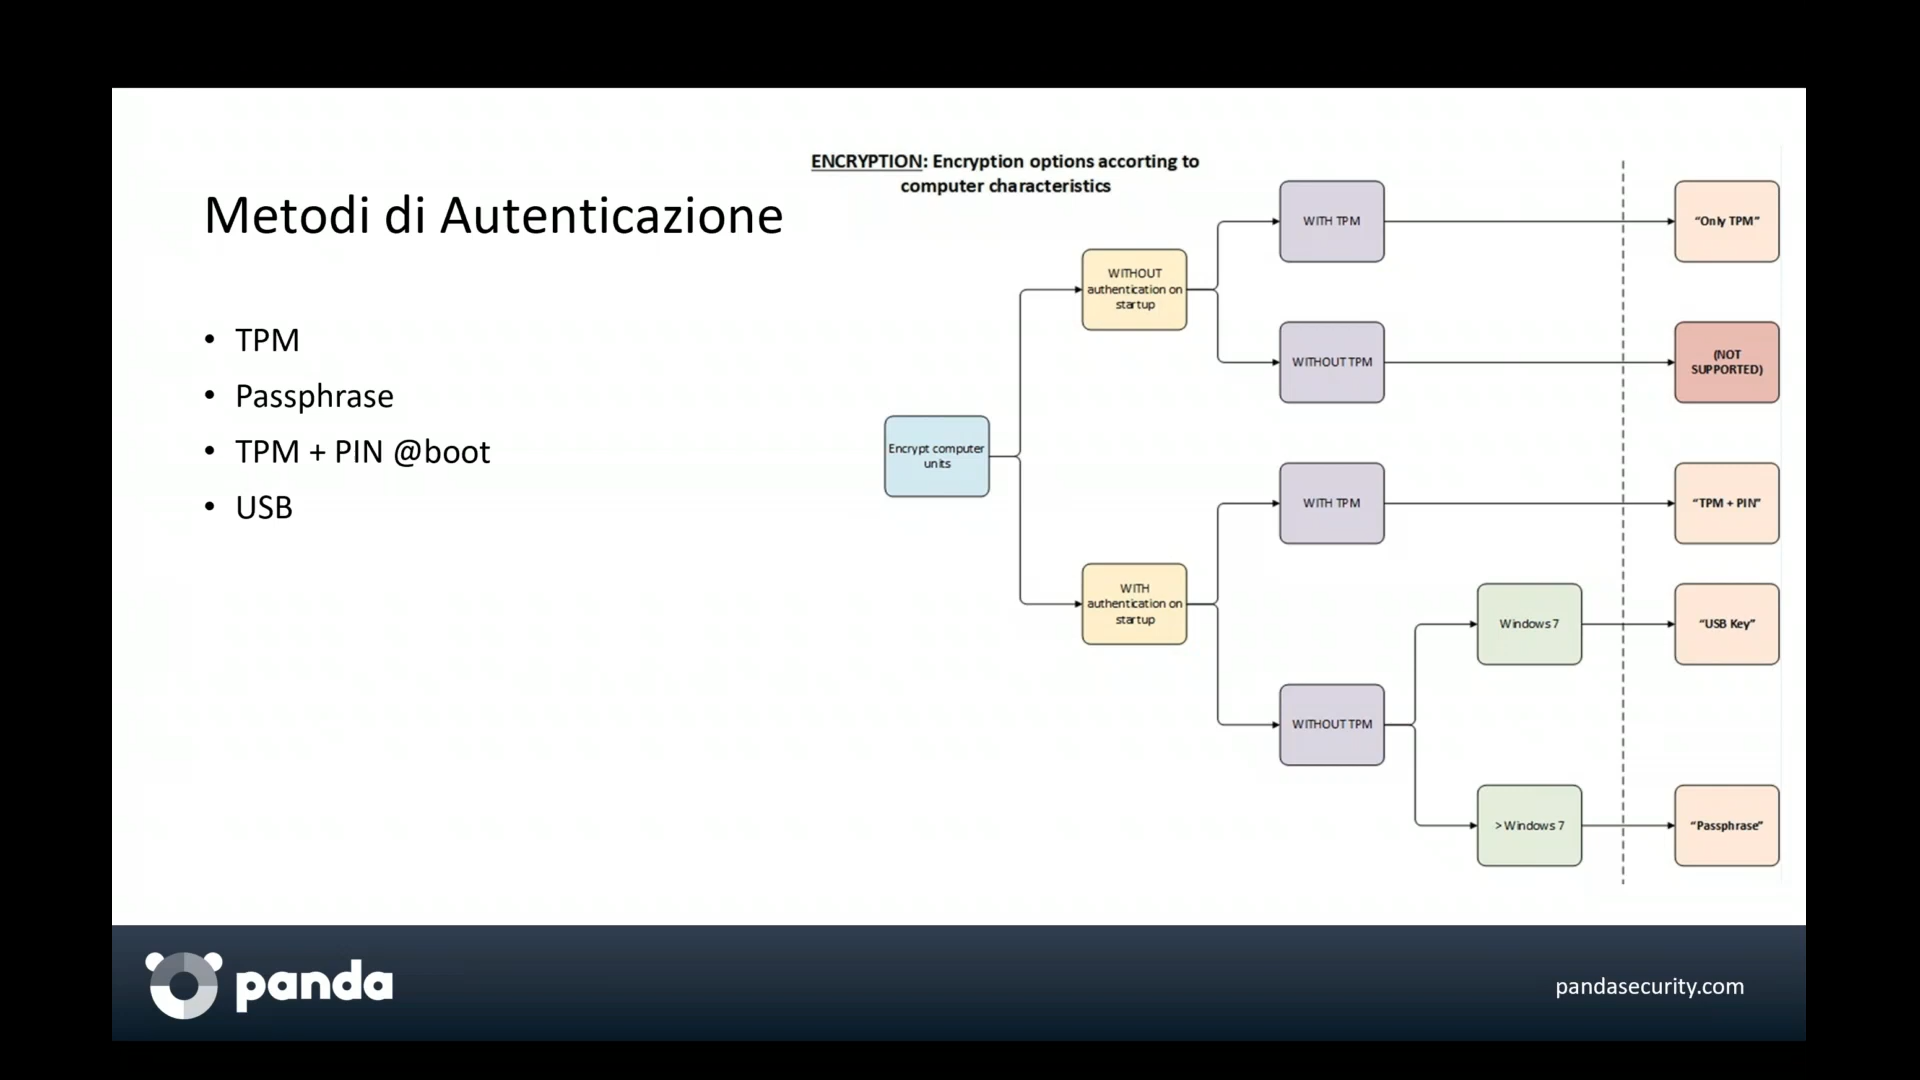 Metodi di Autenticazione
• TPM
• Passphrase
• TPM + PIN @boot
• USB
ENCRYPTION: Encryption options accorting to
computer characteristics
Encrypt computer
units
WITHOUT
authentication on
startup
WITH TPM
"Only TPM"
WITHOUT TPM
(NOT
SUPPORTED)
WITH
authentication on
startup
WITH TPM
"TPM + PIN"
WITHOUT TPM
Windows 7
"USB Key"
> Windows 7
"Passphrase"
panda
pandasecurity.com